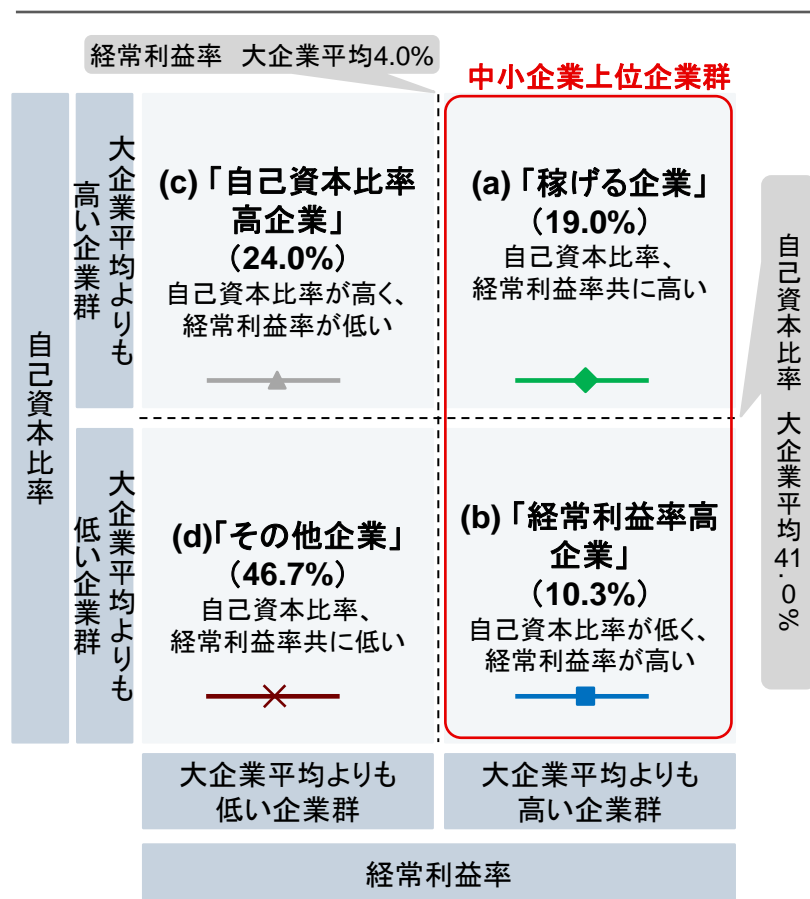 経常利益率　大企業平均4.0%
中小企業上位企業群
自己資本比率
大企業平均よりも
高い企業群
(c) 「自己資本比率
高企業」
（24.0%）
自己資本比率が高く、
経常利益率が低い
(a) 「稼げる企業」
（19.0%）
自己資本比率、
経常利益率共に高い
自己資本比率　大企業平均41.0%
大企業平均よりも
低い企業群
(d)「その他企業」
（46.7%）
自己資本比率、
経常利益率共に低い
(b) 「経常利益率高
企業」
（10.3%）
自己資本比率が低く、
経常利益率が高い
大企業平均よりも
低い企業群
大企業平均よりも
高い企業群
経常利益率